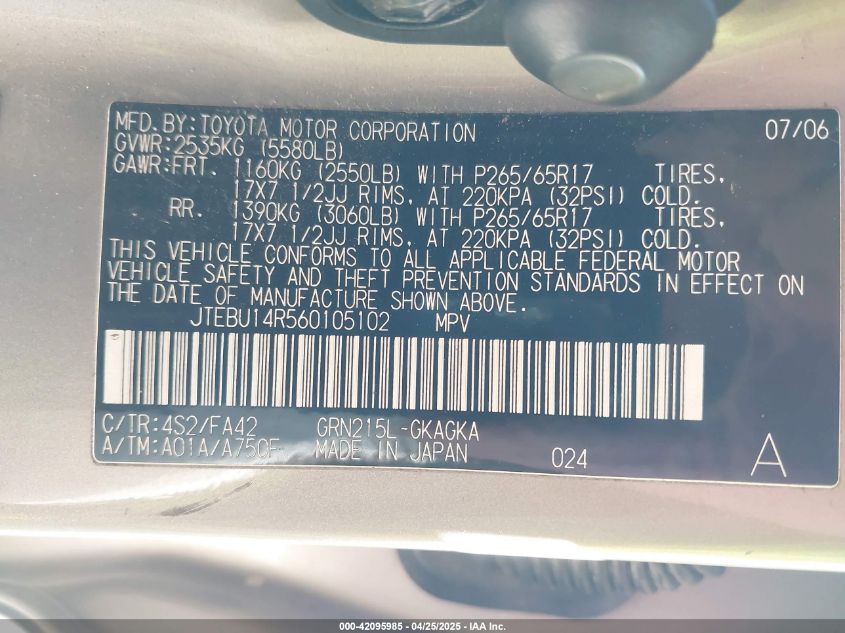 MFD.BY:TOYOTA MOTOR CORPORATION 07/06
GVWR:2535KG (5580LB)
GAWR:FRT. 1160KG (2550LB) WITH P265/65R17 TIRES,
17X7 1/2JJ RIMS, AT 220KPA (32PSI) COLD.
RR. 1390KG (3060LB) WITH P265/65R17 TIRES,
17X7 1/2JJ RIMS, AT 220KPA (32PSI) COLD.
THIS VEHICLE CONFORMS TO ALL APPLICABLE FEDERAL MOTOR
VEHICLE SAFETY AND THEFT PREVENTION STANDARDS IN EFFECT ON
THE DATE OF MANUFACTURE SHOWN ABOVE.
JTEBU14R560105102 MPV
C/TR:4S2/FA42 GRN215L-GKAGKA
A/TM:A01A/A750F MADE IN JAPAN 024 A
000-42095985 - 04/25/2025 - IAA Inc.